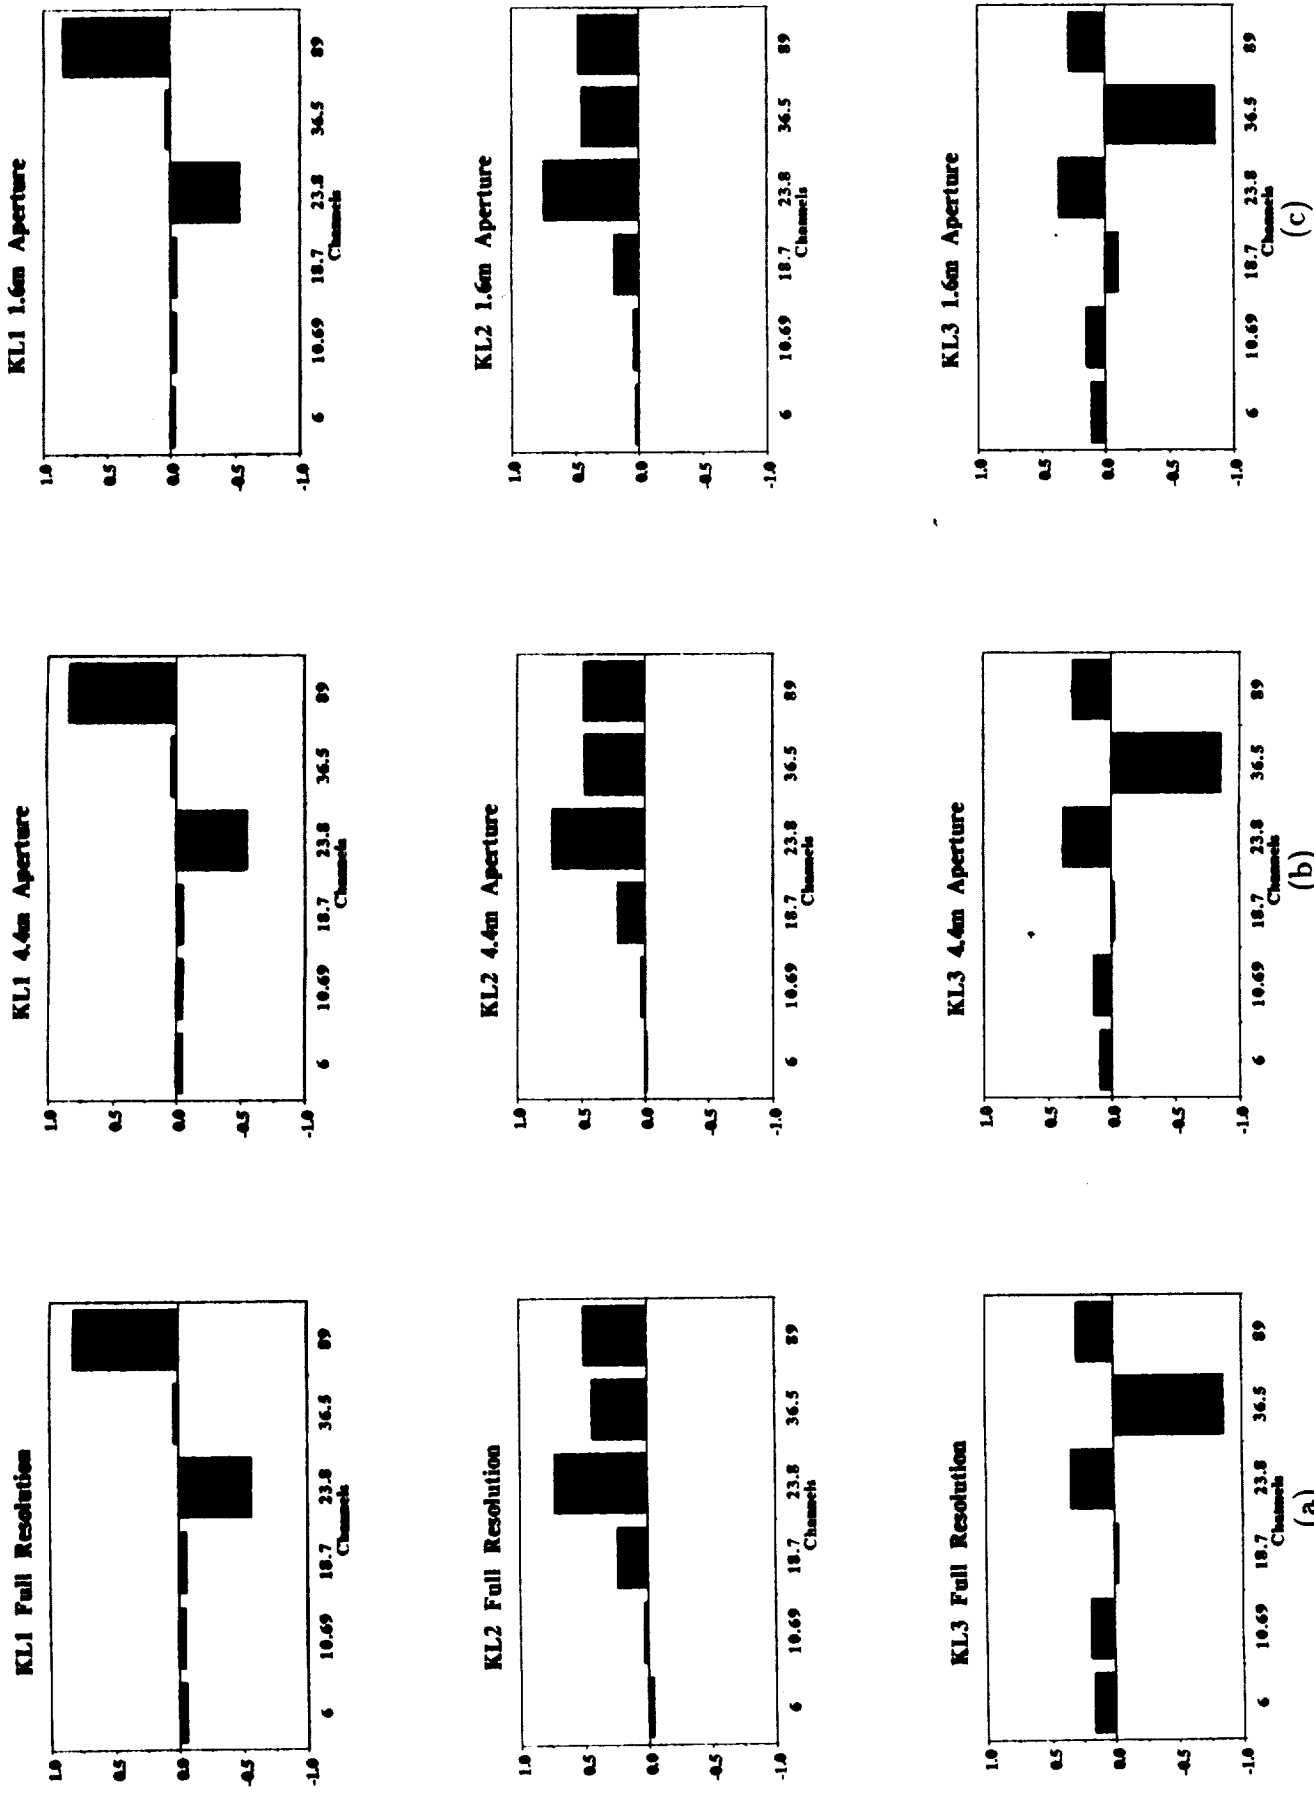 KL1 Full Resolution
1.0
0.5
0.0
-0.5
-1.0
6 10.69 18.7 23.8 36.5 89
Channels
KL2 Full Resolution
1.0
0.5
0.0
-0.5
-1.0
6 10.69 18.7 23.8 36.5 89
Channels
KL3 Full Resolution
1.0
0.5
0.0
-0.5
-1.0
6 10.69 18.7 23.8 36.5 89
Channels
(a)
KL1 4.4m Aperture
1.0
0.5
0.0
-0.5
-1.0
6 10.69 18.7 23.8 36.5 89
Channels
KL2 4.4m Aperture
1.0
0.5
0.0
-0.5
-1.0
6 10.69 18.7 23.8 36.5 89
Channels
KL3 4.4m Aperture
1.0
0.5
0.0
-0.5
-1.0
6 10.69 18.7 23.8 36.5 89
Channels
(b)
KL1 1.6m Aperture
1.0
0.5
0.0
-0.5
-1.0
6 10.69 18.7 23.8 36.5 89
Channels
KL2 1.6m Aperture
1.0
0.5
0.0
-0.5
-1.0
6 10.69 18.7 23.8 36.5 89
Channels
KL3 1.6m Aperture
1.0
0.5
0.0
-0.5
-1.0
6 10.69 18.7 23.8 36.5 89
Channels
(c)